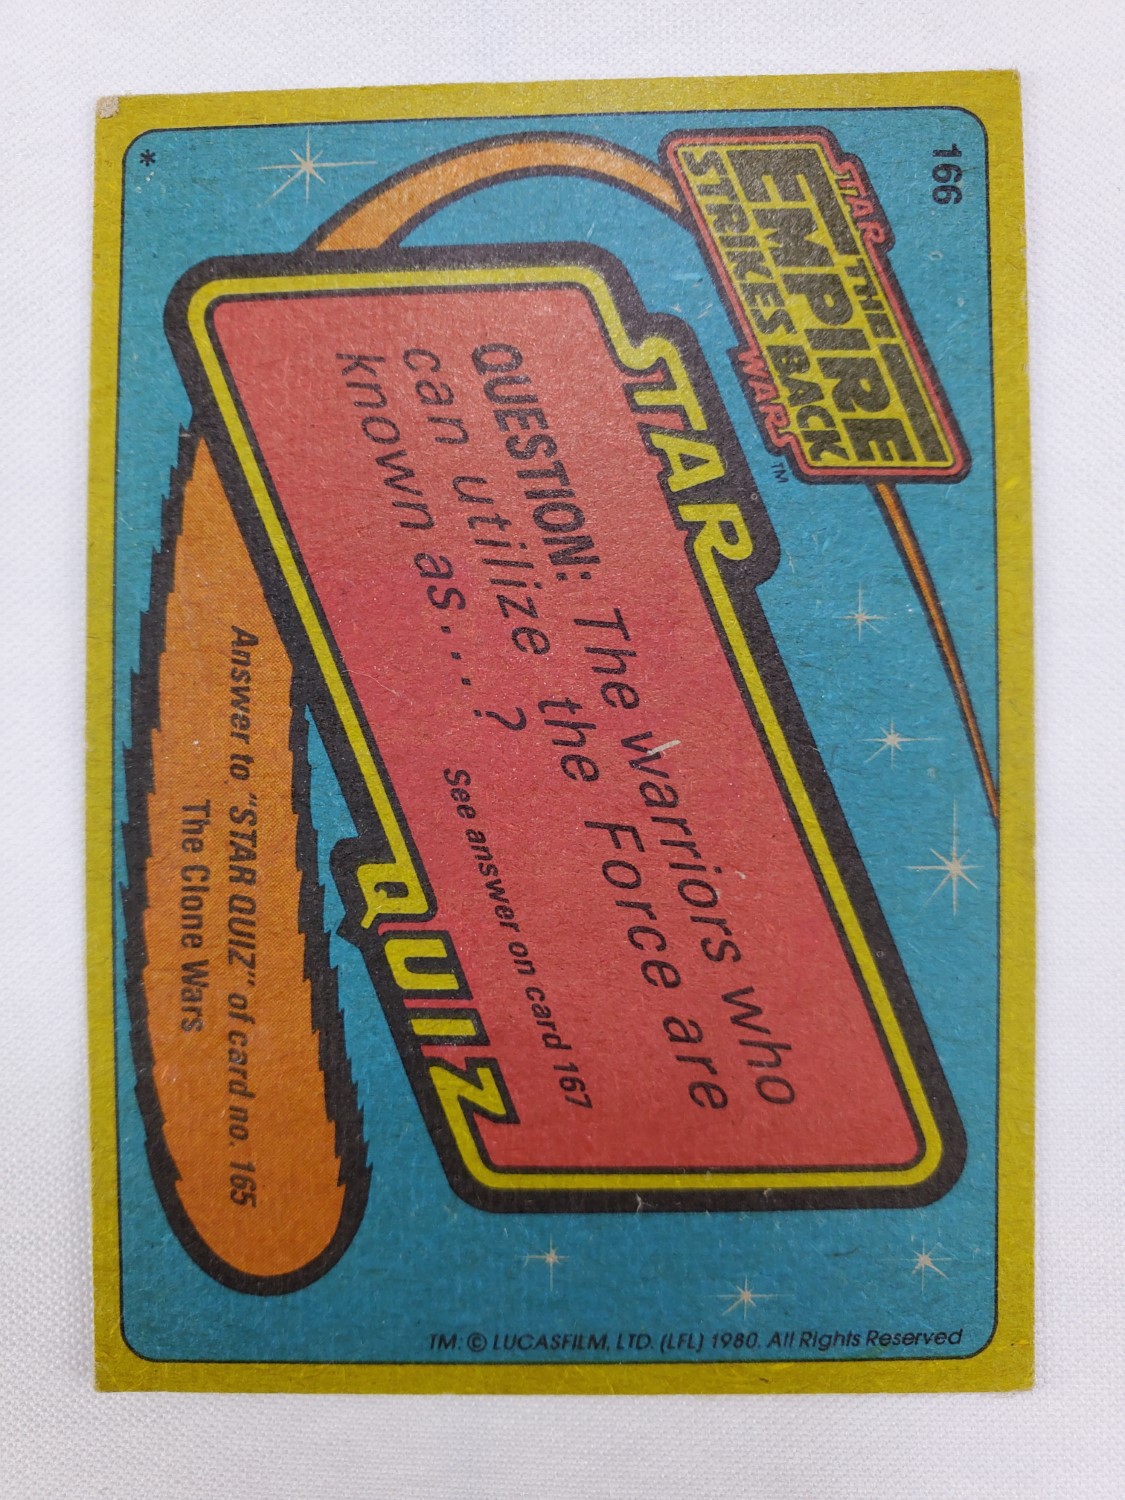 166
STAR
THE
EMPIRE
STRIKES BACK
WARS
TM
STAR
QUESTION: The warriors who
can utilize the Force are
known as...?
See answer on card 167
QUIZ
Answer to "STAR QUIZ" of card no. 165
The Clone Wars
*
TM: © LUCASFILM, LTD. (LFL) 1980. All Rights Reserved